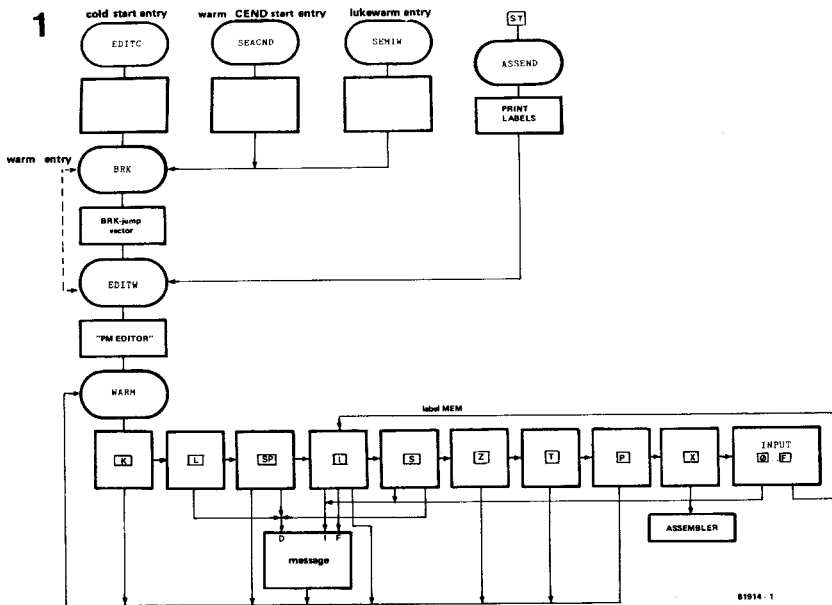 1
cold start entry
warm CEND start entry
lukewarm entry
ST
EDITC
SEACND
SEMIW
ASSEND
PRINT
LABELS
warm entry
BRK
BRK-jump
vector
EDITW
"PM EDITOR"
WARM
label MEM
K
L
SP
I
S
Z
T
P
X
INPUT
0 .. F
D
I
F
message
ASSEMBLER
81914 - 1